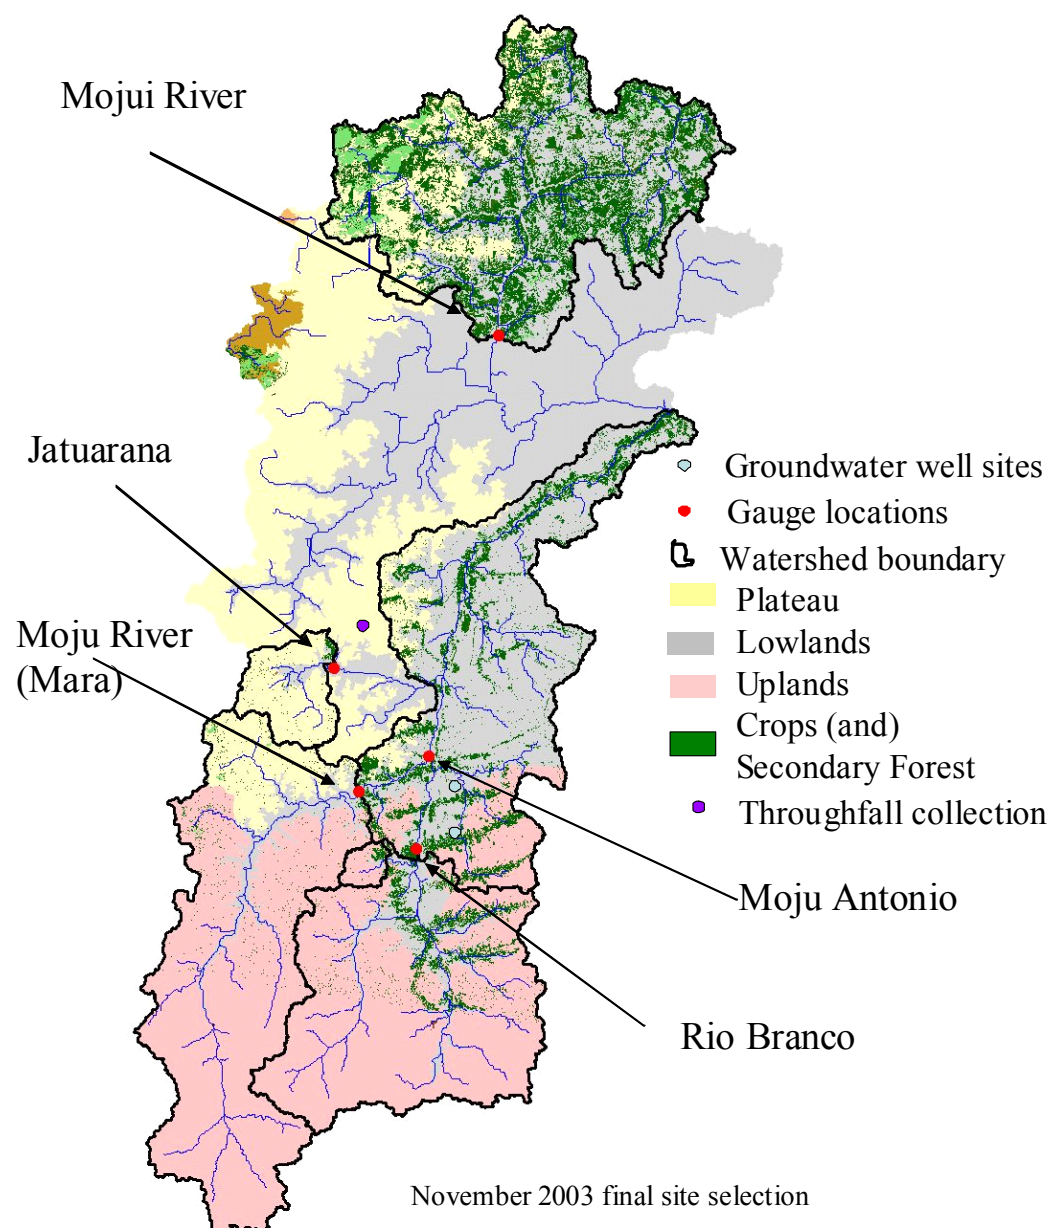 Mojui River
Jatuarana
Moju River
(Mara)
Groundwater well sites
Gauge locations
Watershed boundary
Plateau
Lowlands
Uplands
Crops (and)
Secondary Forest
Throughfall collection
Moju Antonio
Rio Branco
November 2003 final site selection